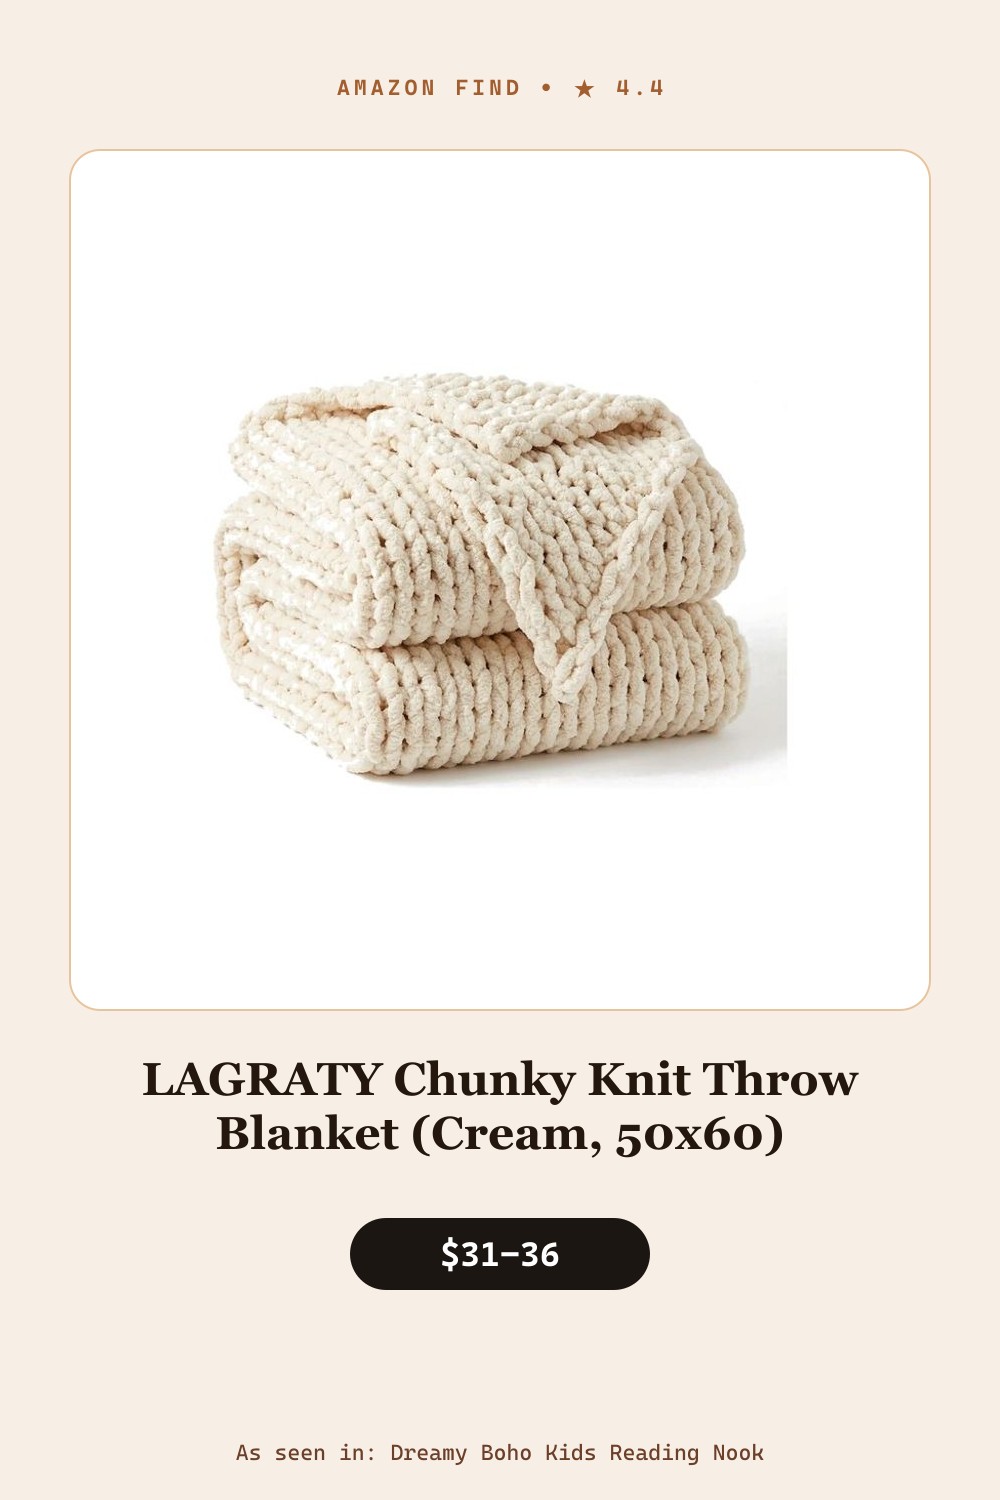 AMAZON FIND • ★ 4.4
LAGRATY Chunky Knit Throw
Blanket (Cream, 50x60)
$31–36
As seen in: Dreamy Boho Kids Reading Nook